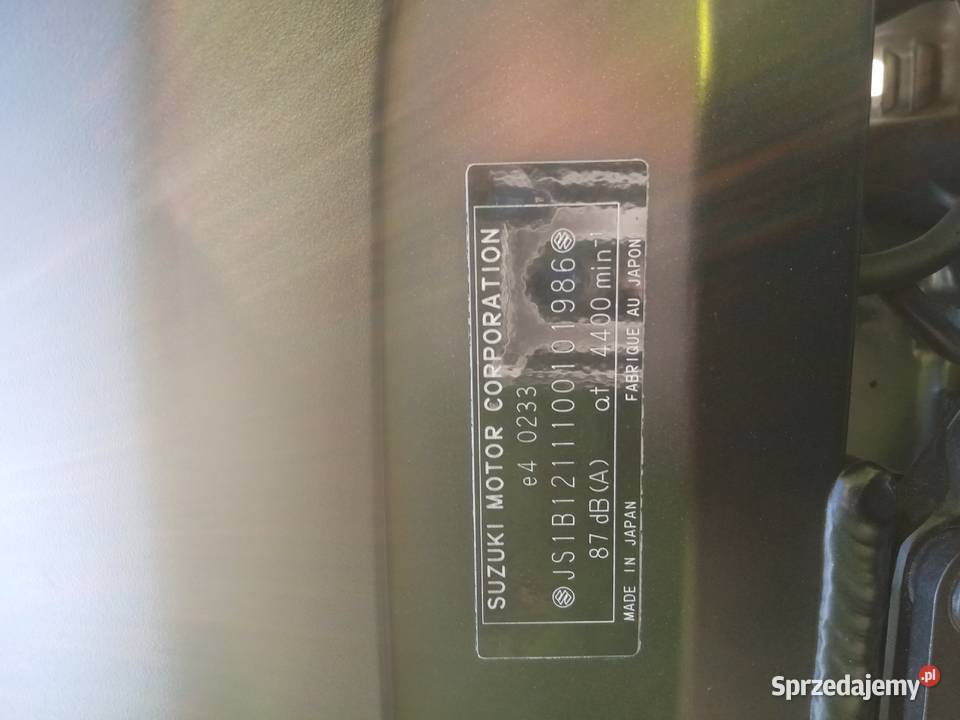 SUZUKI MOTOR CORPORATION
e4 0233
JS1B1211100101986
87 dB(A) at 4400 min⁻¹
MADE IN JAPAN FABRIQUE AU JAPON
Sprzedajemy.pl